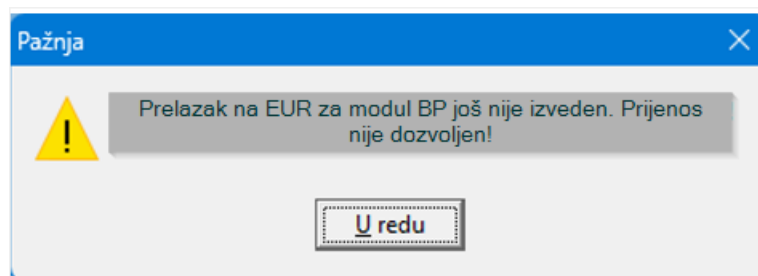 Pažnja
Prelazak na EUR za modul BP još nije izveden. Prijenos
nije dozvoljen!
U redu